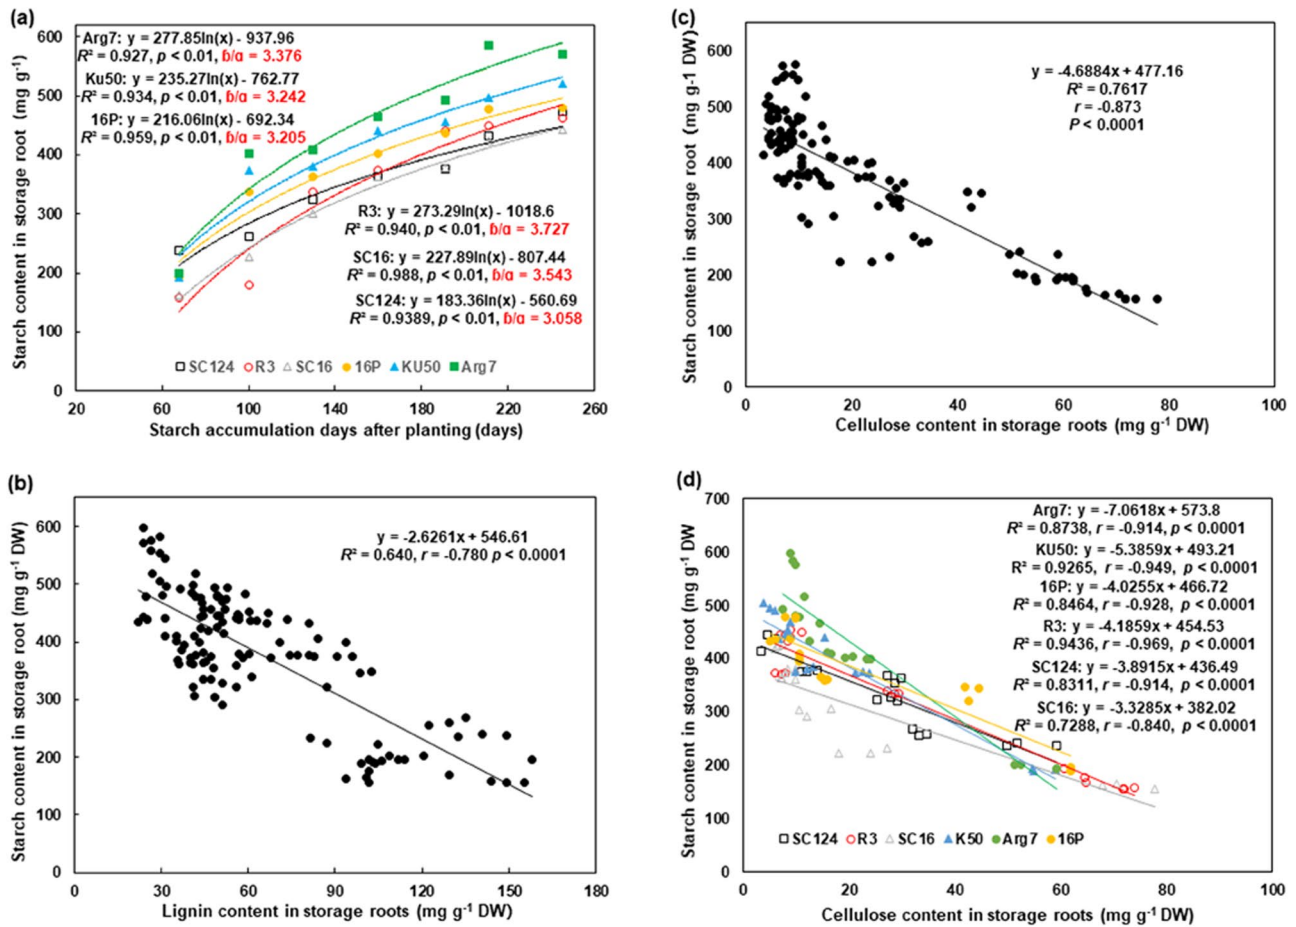 (a)
Starch content in storage root (mg g⁻¹)
600
500
400
300
200
100
0
Arg7: y = 277.85ln(x) - 937.96
R² = 0.927, p < 0.01, b/a = 3.376
Ku50: y = 235.27ln(x) - 762.77
R² = 0.934, p < 0.01, b/a = 3.242
16P: y = 216.06ln(x) - 692.34
R² = 0.959, p < 0.01, b/a = 3.205
R3: y = 273.29ln(x) - 1018.6
R² = 0.940, p < 0.01, b/a = 3.727
SC16: y = 227.89ln(x) - 807.44
R² = 0.988, p < 0.01, b/a = 3.543
SC124: y = 183.36ln(x) - 560.69
R² = 0.9389, p < 0.01, b/a = 3.058
SC124 R3 SC16 16P KU50 Arg7
20 60 100 140 180 220 260
Starch accumulation days after planting (days)
(c)
Starch content in storage root (mg g-1 DW)
600
500
400
300
200
100
0
y = -4.6884x + 477.16
R² = 0.7617
r = -0.873
P < 0.0001
0 20 40 60 80 100
Cellulose content in storage roots (mg g⁻¹ DW)
(b)
Starch content in storage root (mg g⁻¹ DW)
600
500
400
300
200
100
0
y = -2.6261x + 546.61
R² = 0.640, r = -0.780 p < 0.0001
0 30 60 90 120 150 180
Lignin content in storage roots (mg g⁻¹ DW)
(d)
Starch content in storage root (mg g⁻¹ DW)
700
600
500
400
300
200
100
0
Arg7: y = -7.0618x + 573.8
R² = 0.8738, r = -0.914, p < 0.0001
KU50: y = -5.3859x + 493.21
R² = 0.9265, r = -0.949, p < 0.0001
16P: y = -4.0255x + 466.72
R² = 0.8464, r = -0.928, p < 0.0001
R3: y = -4.1859x + 454.53
R² = 0.9436, r = -0.969, p < 0.0001
SC124: y = -3.8915x + 436.49
R² = 0.8311, r = -0.914, p < 0.0001
SC16: y = -3.3285x + 382.02
R² = 0.7288, r = -0.840, p < 0.0001
SC124 R3 SC16 K50 Arg7 16P
0 20 40 60 80 100
Cellulose content in storage roots (mg g⁻¹ DW)